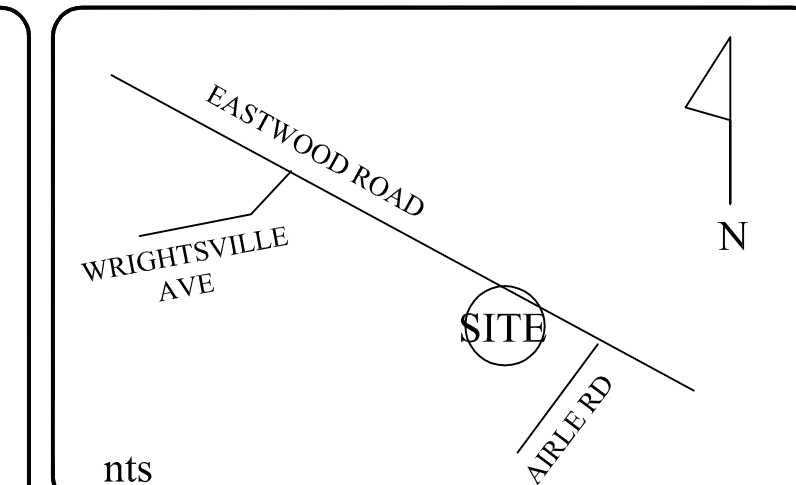 EASTWOOD ROAD
N
WRIGHTSVILLE
AVE
SITE
AIRLE RD
nts